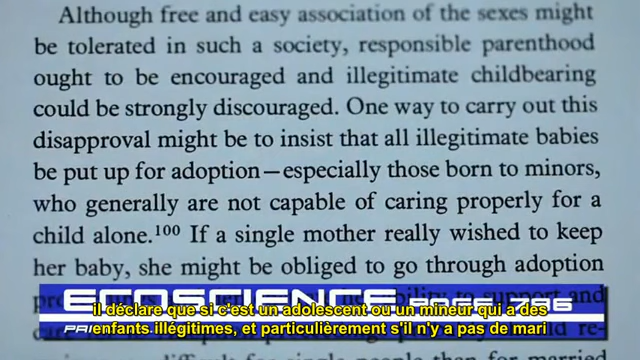 Although free and easy association of the sexes might
be tolerated in such a society, responsible parenthood
ought to be encouraged and illegitimate childbearing
could be strongly discouraged. One way to carry out this
disapproval might be to insist that all illegitimate babies
be put up for adoption—especially those born to minors,
who generally are not capable of caring properly for a
child alone.100 If a single mother really wished to keep
her baby, she might be obliged to go through adoption
ECOSCIENCE PAGE 786
il déclare que si c'est un adolescent ou un mineur qui a des
enfants illégitimes, et particulièrement s'il n'y a pas de mari
support and